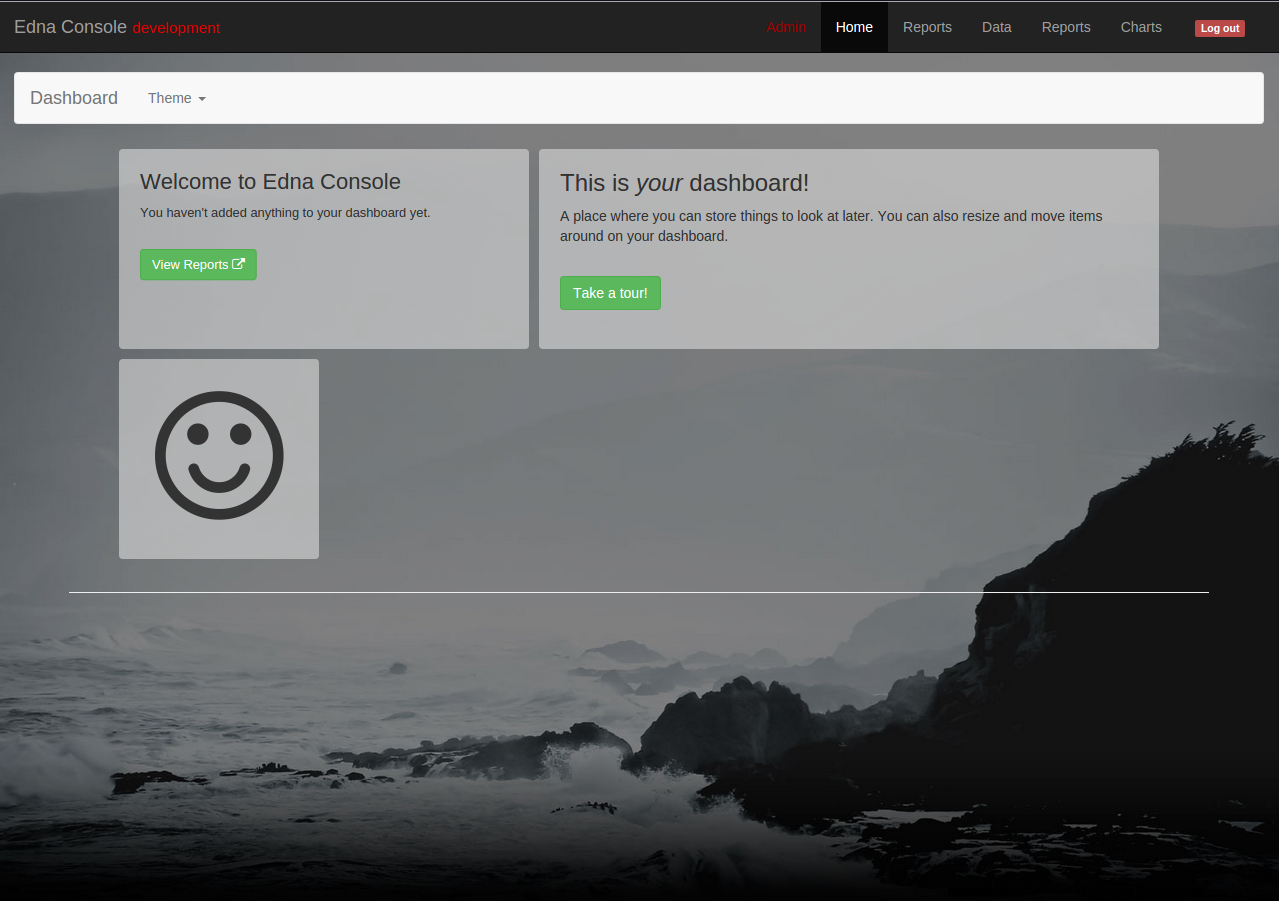 Edna Console development
Admin Home Reports Data Reports Charts Log out
Dashboard Theme
Welcome to Edna Console
You haven't added anything to your dashboard yet.
View Reports
This is your dashboard!
A place where you can store things to look at later. You can also resize and move items
around on your dashboard.
Take a tour!